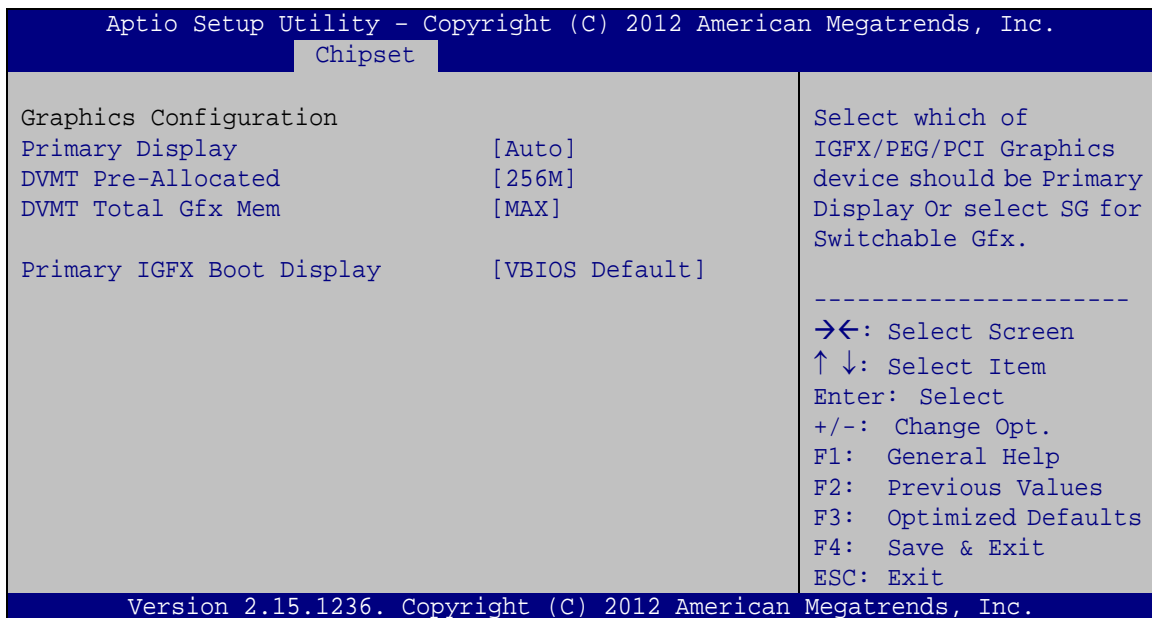 Aptio Setup Utility – Copyright (C) 2012 American Megatrends, Inc.
Chipset
Graphics Configuration
Primary Display [Auto]
DVMT Pre-Allocated [256M]
DVMT Total Gfx Mem [MAX]
Primary IGFX Boot Display [VBIOS Default]
Select which of
IGFX/PEG/PCI Graphics
device should be Primary
Display Or select SG for
Switchable Gfx.
----------------------
→←: Select Screen
↑ ↓: Select Item
Enter: Select
+/-: Change Opt.
F1: General Help
F2: Previous Values
F3: Optimized Defaults
F4: Save & Exit
ESC: Exit
Version 2.15.1236. Copyright (C) 2012 American Megatrends, Inc.